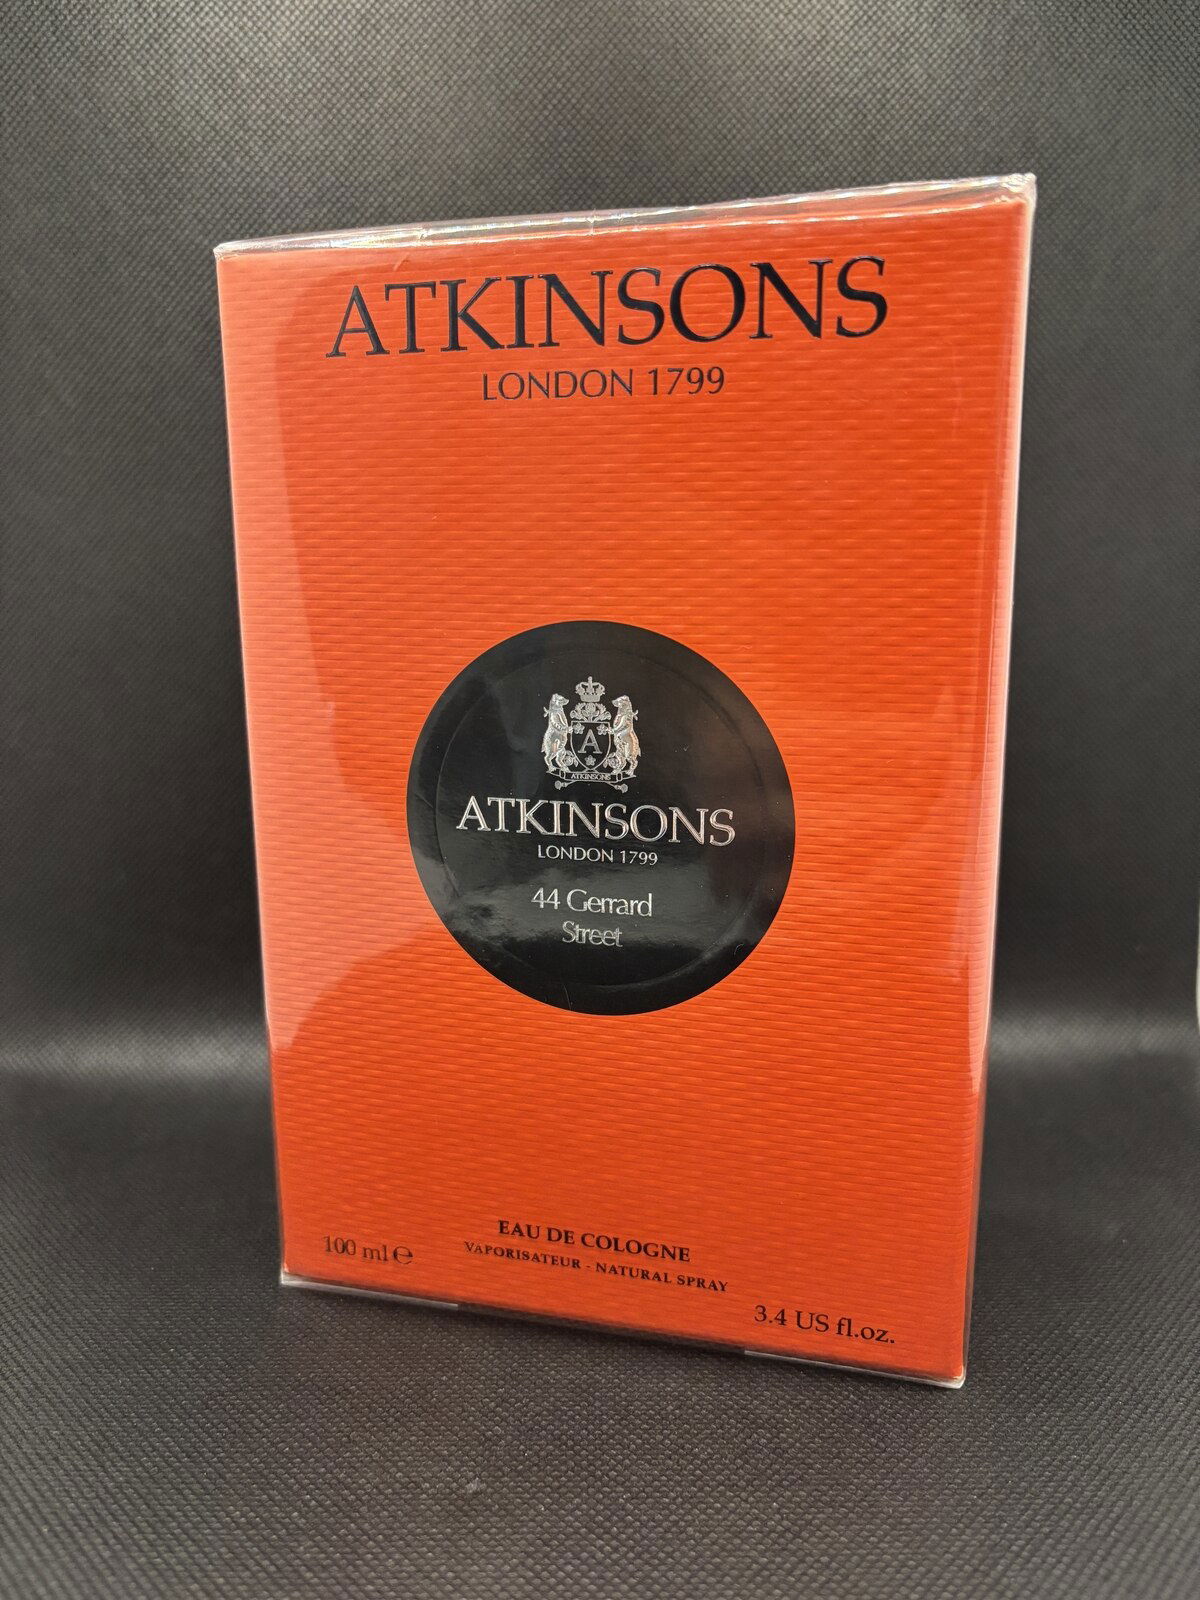 ATKINSONS
LONDON 1799
A
ATKINSONS
ATKINSONS
LONDON 1799
44 Gerrard
Street
EAU DE COLOGNE
VAPORISATEUR - NATURAL SPRAY
100 ml ℮
3.4 US fl.oz.